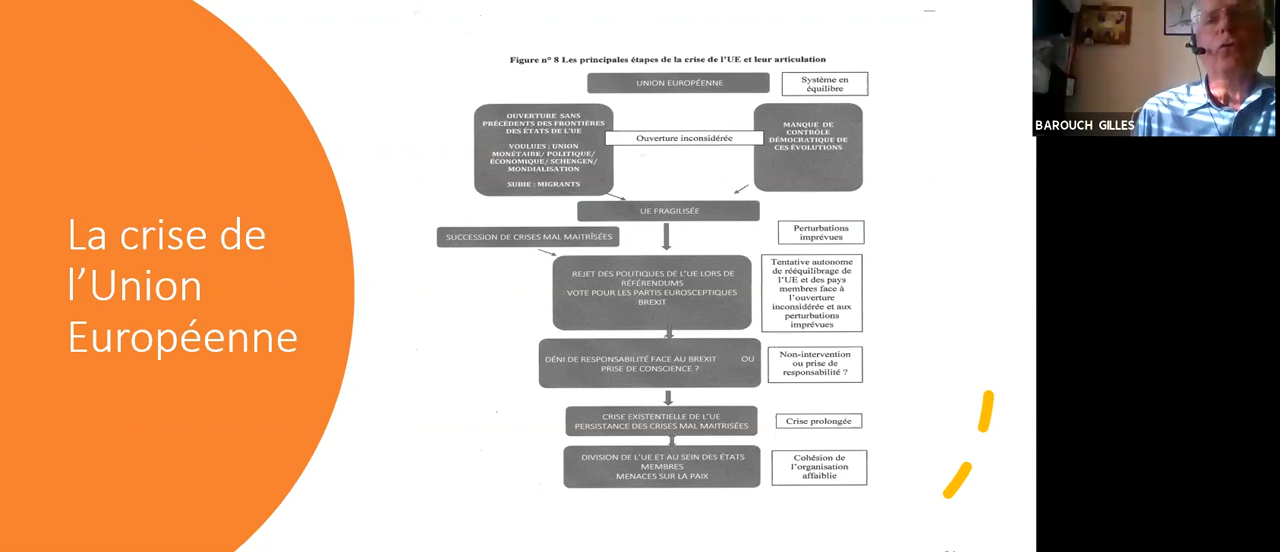 La crise de
l'Union
Européenne
Figure n° 8 Les principales étapes de la crise de l'UE et leur articulation
UNION EUROPÉENNE
Système en
équilibre
OUVERTURE SANS
PRÉCÉDENTS DES FRONTIÈRES
DES ÉTATS DE L'UE
VOULUES : UNION
MONÉTAIRE/ POLITIQUE/
ÉCONOMIQUE/ SCHENGEN/
MONDIALISATION
SUBIE : MIGRANTS
Ouverture inconsidérée
MANQUE DE
CONTRÔLE
DÉMOCRATIQUE DE
CES ÉVOLUTIONS
UE FRAGILISÉE
SUCCESSION DE CRISES MAL MAITRÎSÉES
Perturbations
imprévues
REJET DES POLITIQUES DE L'UE LORS DE
RÉFÉRENDUMS
VOTE POUR LES PARTIS EUROSCEPTIQUES
BREXIT
Tentative autonome
de rééquilibrage de
l'UE et des pays
membres face à
l'ouverture
inconsidérée et aux
perturbations
imprévues
DÉNI DE RESPONSABILITÉ FACE AU BREXIT OU
PRISE DE CONSCIENCE ?
Non-intervention
ou prise de
responsabilité ?
CRISE EXISTENTIELLE DE L'UE
PERSISTANCE DES CRISES MAL MAITRISÉES
Crise prolongée
DIVISION DE L'UE ET AU SEIN DES ÉTATS
MEMBRES
MENACES SUR LA PAIX
Cohésion de
l'organisation
affaiblie
BAROUCH GILLES